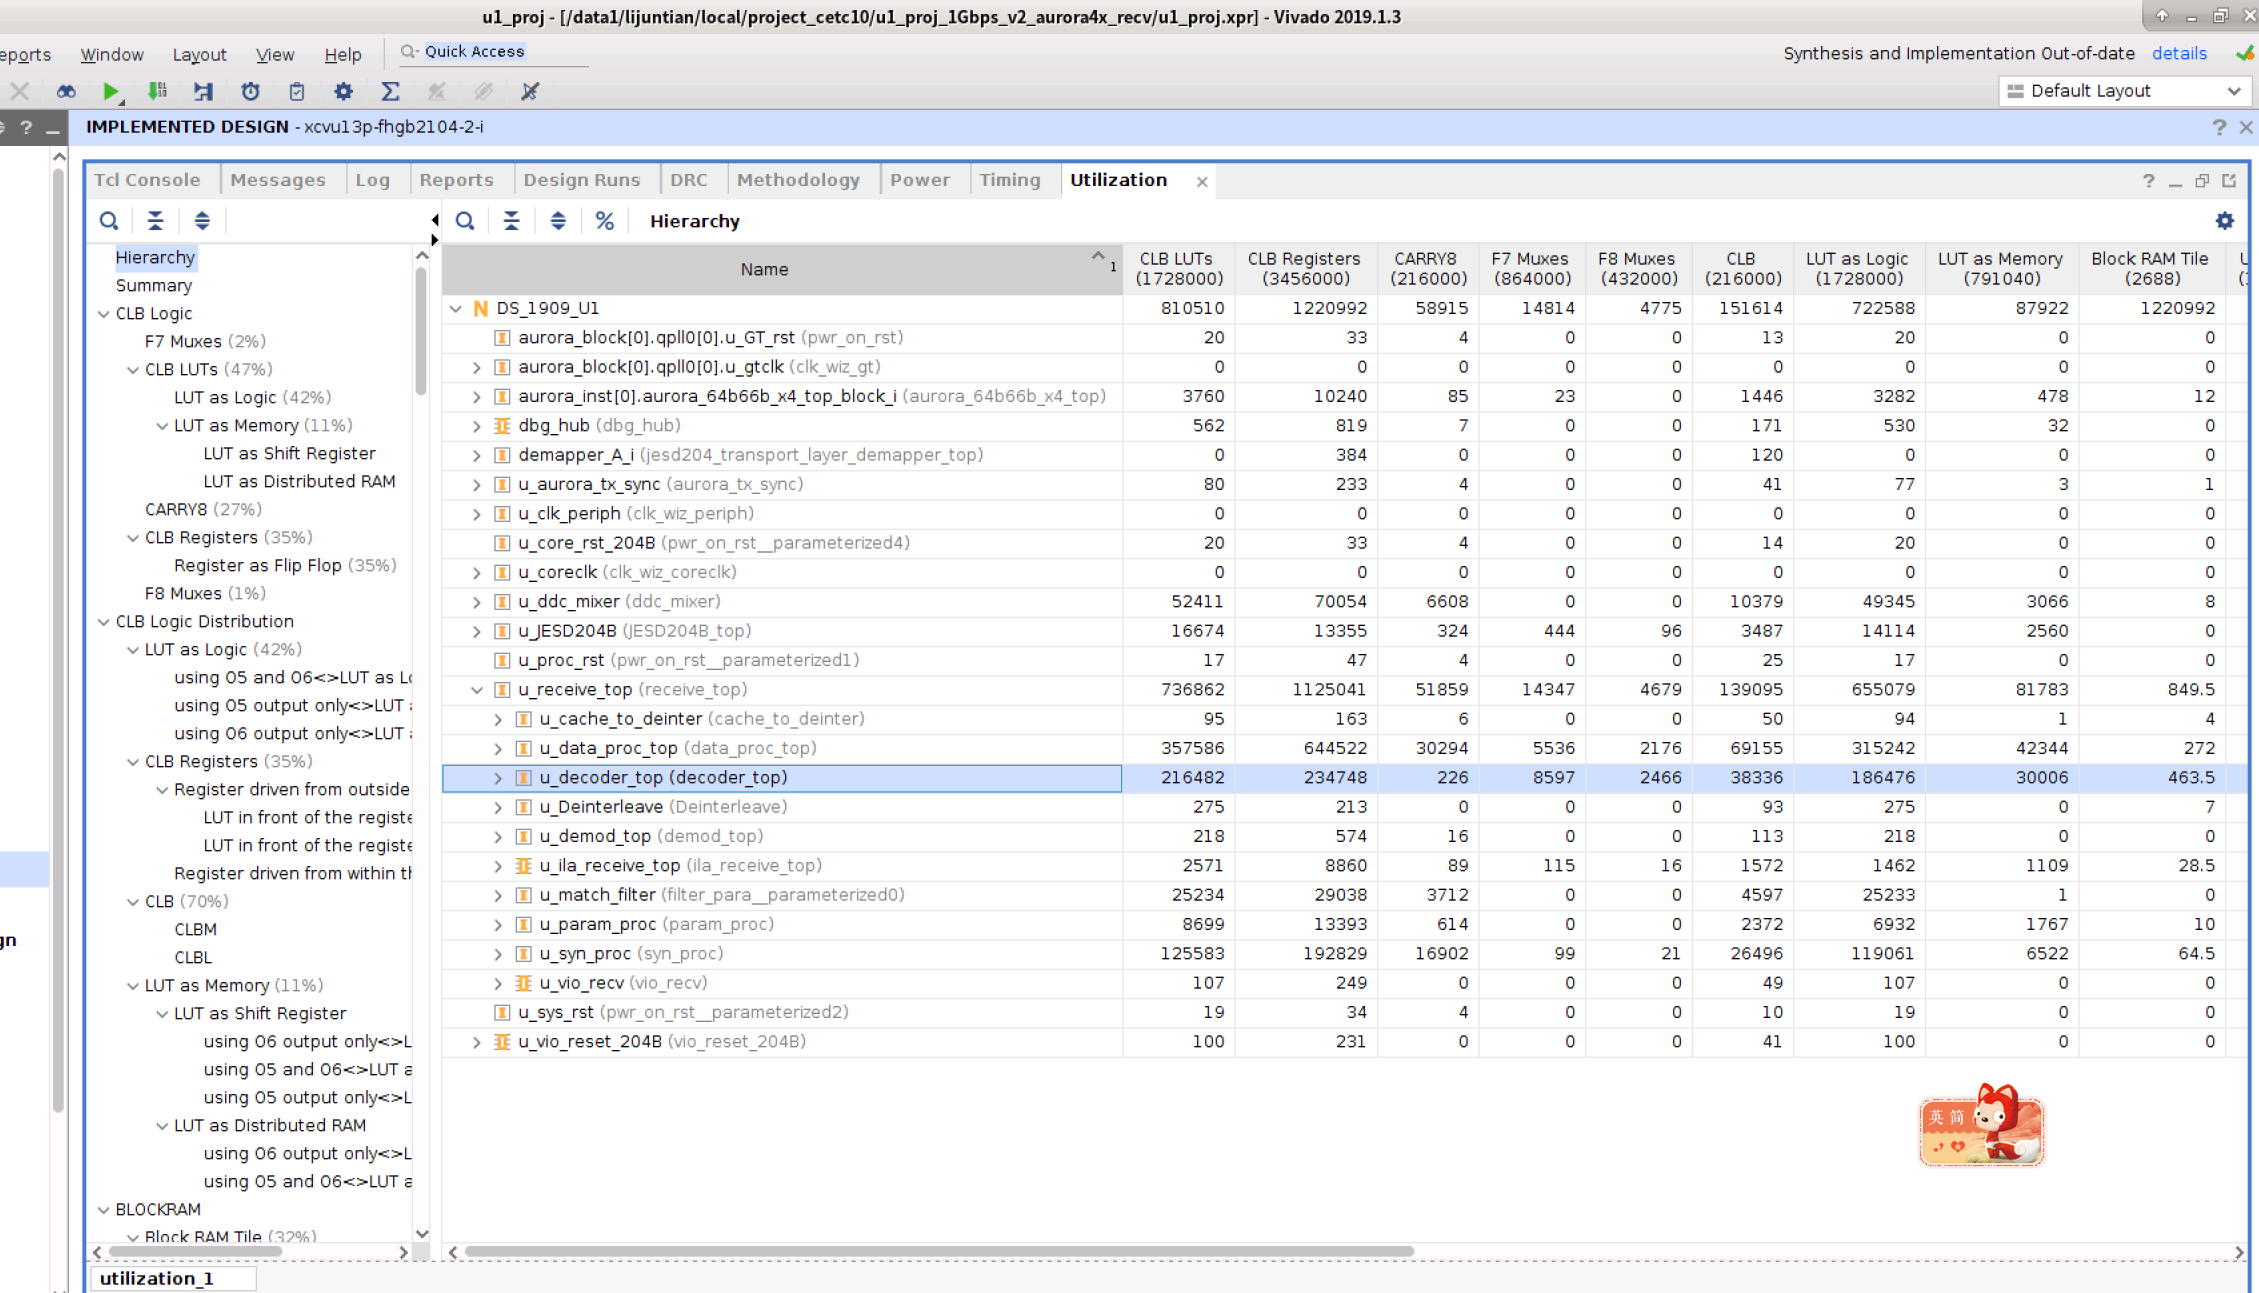 u1_proj - [/data1/lijuntian/local/project_cetc10/u1_proj_1Gbps_v2_aurora4x_recv/u1_proj.xpr] - Vivado 2019.1.3
eports Window Layout View Help Quick Access Synthesis and Implementation Out-of-date details
Default Layout
IMPLEMENTED DESIGN - xcvu13p-fhgb2104-2-i
Tcl Console Messages Log Reports Design Runs DRC Methodology Power Timing Utilization
Hierarchy
Hierarchy
Summary
CLB Logic
F7 Muxes (2%)
CLB LUTs (47%)
LUT as Logic (42%)
LUT as Memory (11%)
LUT as Shift Register
LUT as Distributed RAM
CARRY8 (27%)
CLB Registers (35%)
Register as Flip Flop (35%)
F8 Muxes (1%)
CLB Logic Distribution
LUT as Logic (42%)
using O5 and O6<>LUT as Lo
using O5 output only<>LUT
using O6 output only<>LUT
CLB Registers (35%)
Register driven from outside
LUT in front of the registe
LUT in front of the registe
Register driven from within th
CLB (70%)
CLBM
CLBL
LUT as Memory (11%)
LUT as Shift Register
using O6 output only<>L
using O5 and O6<>LUT a
using O5 output only<>L
LUT as Distributed RAM
using O6 output only<>L
using O5 and O6<>LUT a
BLOCKRAM
Block RAM Tile (32%)
gn
Name 1 CLB LUTs (1728000) CLB Registers (3456000) CARRY8 (216000) F7 Muxes (864000) F8 Muxes (432000) CLB (216000) LUT as Logic (1728000) LUT as Memory (791040) Block RAM Tile (2688)
DS_1909_U1 810510 1220992 58915 14814 4775 151614 722588 87922 1220992
aurora_block[0].qpll0[0].u_GT_rst (pwr_on_rst) 20 33 4 0 0 13 20 0 0
aurora_block[0].qpll0[0].u_gtclk (clk_wiz_gt) 0 0 0 0 0 0 0 0 0
aurora_inst[0].aurora_64b66b_x4_top_block_i (aurora_64b66b_x4_top) 3760 10240 85 23 0 1446 3282 478 12
dbg_hub (dbg_hub) 562 819 7 0 0 171 530 32 0
demapper_A_i (jesd204_transport_layer_demapper_top) 0 384 0 0 0 120 0 0 0
u_aurora_tx_sync (aurora_tx_sync) 80 233 4 0 0 41 77 3 1
u_clk_periph (clk_wiz_periph) 0 0 0 0 0 0 0 0 0
u_core_rst_204B (pwr_on_rst__parameterized4) 20 33 4 0 0 14 20 0 0
u_coreclk (clk_wiz_coreclk) 0 0 0 0 0 0 0 0 0
u_ddc_mixer (ddc_mixer) 52411 70054 6608 0 0 10379 49345 3066 8
u_JESD204B (JESD204B_top) 16674 13355 324 444 96 3487 14114 2560 0
u_proc_rst (pwr_on_rst__parameterized1) 17 47 4 0 0 25 17 0 0
u_receive_top (receive_top) 736862 1125041 51859 14347 4679 139095 655079 81783 849.5
u_cache_to_deinter (cache_to_deinter) 95 163 6 0 0 50 94 1 4
u_data_proc_top (data_proc_top) 357586 644522 30294 5536 2176 69155 315242 42344 272
u_decoder_top (decoder_top) 216482 234748 226 8597 2466 38336 186476 30006 463.5
u_Deinterleave (Deinterleave) 275 213 0 0 0 93 275 0 7
u_demod_top (demod_top) 218 574 16 0 0 113 218 0 0
u_ila_receive_top (ila_receive_top) 2571 8860 89 115 16 1572 1462 1109 28.5
u_match_filter (filter_para__parameterized0) 25234 29038 3712 0 0 4597 25233 1 0
u_param_proc (param_proc) 8699 13393 614 0 0 2372 6932 1767 10
u_syn_proc (syn_proc) 125583 192829 16902 99 21 26496 119061 6522 64.5
u_vio_recv (vio_recv) 107 249 0 0 0 49 107 0 0
u_sys_rst (pwr_on_rst__parameterized2) 19 34 4 0 0 10 19 0 0
u_vio_reset_204B (vio_reset_204B) 100 231 0 0 0 41 100 0 0
英 简
utilization_1